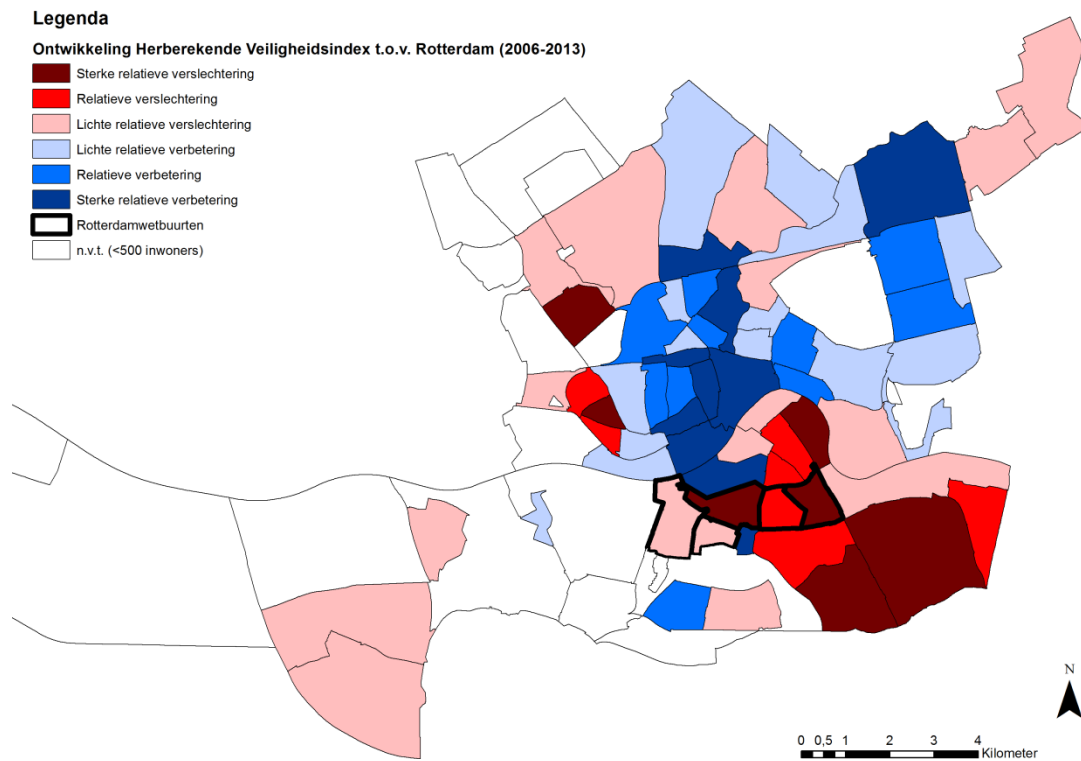 Legenda
Ontwikkeling Herberekende Veiligheidsindex t.o.v. Rotterdam (2006-2013)
Sterke relatieve verslechtering
Relatieve verslechtering
Lichte relatieve verslechtering
Lichte relatieve verbetering
Relatieve verbetering
Sterke relatieve verbetering
Rotterdamwetbuurten
n.v.t. (<500 inwoners)
N
0 0,5 1 2 3 4
Kilometer